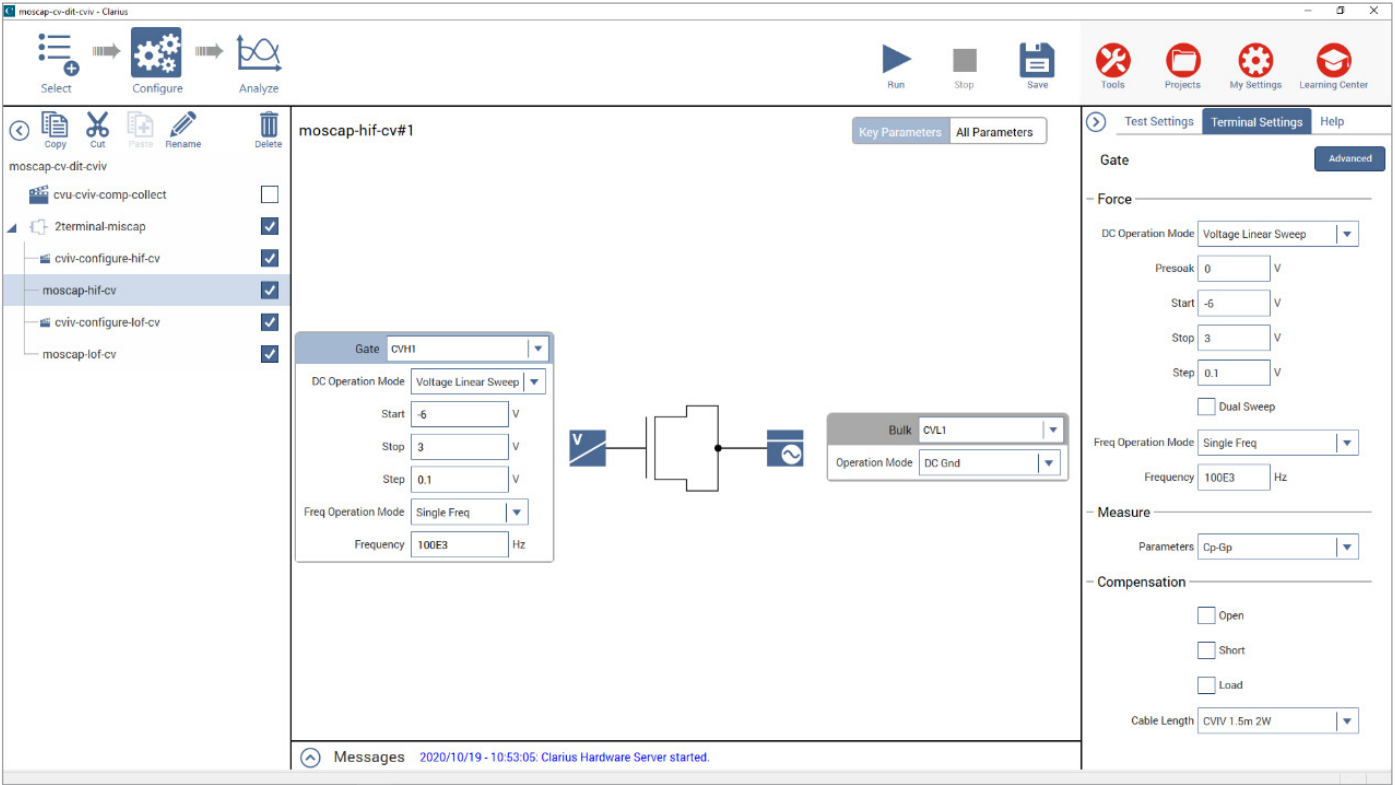 moscap-cv-dit-cviv - Clarius
Select
Configure
Analyze
Run
Stop
Save
Tools
Projects
My Settings
Learning Center
Copy
Cut
Paste
Rename
Delete
moscap-cv-dit-cviv
cvu-cviv-comp-collect
2terminal-miscap
cviv-configure-hif-cv
moscap-hif-cv
cviv-configure-lof-cv
moscap-lof-cv
moscap-hif-cv#1
Key Parameters
All Parameters
Gate CVH1
DC Operation Mode Voltage Linear Sweep
Start -6 V
Stop 3 V
Step 0.1 V
Freq Operation Mode Single Freq
Frequency 100E3 Hz
V
Bulk CVL1
Operation Mode DC Gnd
Messages 2020/10/19 - 10:53:05: Clarius Hardware Server started.
Test Settings
Terminal Settings
Help
Gate
Advanced
Force
DC Operation Mode Voltage Linear Sweep
Presoak 0 V
Start -6 V
Stop 3 V
Step 0.1 V
Dual Sweep
Freq Operation Mode Single Freq
Frequency 100E3 Hz
Measure
Parameters Cp-Gp
Compensation
Open
Short
Load
Cable Length CVIV 1.5m 2W